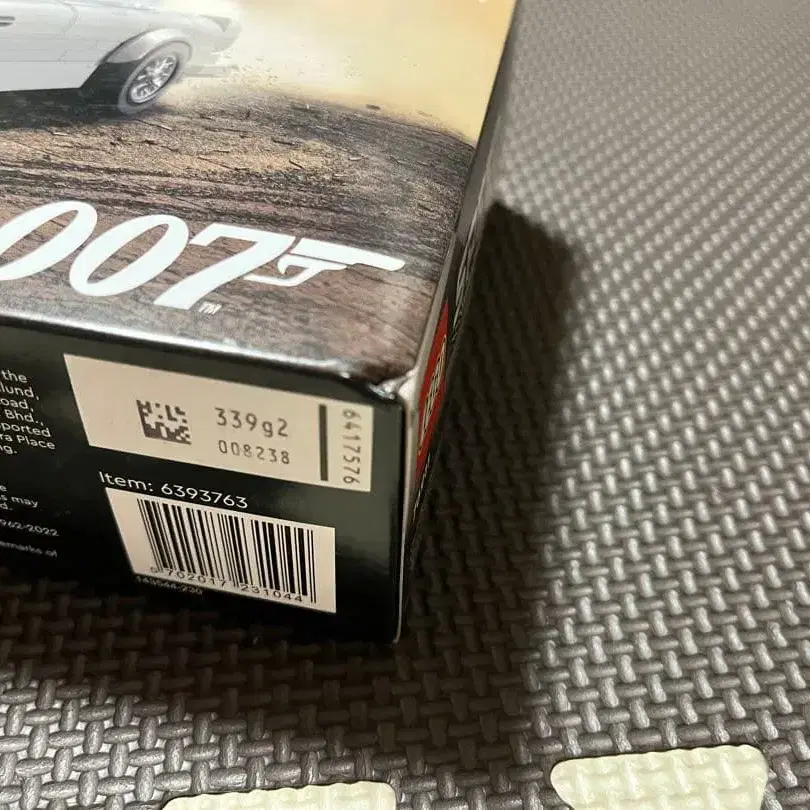 007
TM
the
lund,
oad,
Bhd.,
ported
ra Place
ng.
may
d.
962-2022
emarks of
339g2
008238
6417576
Item: 6393763
5 702017 231044